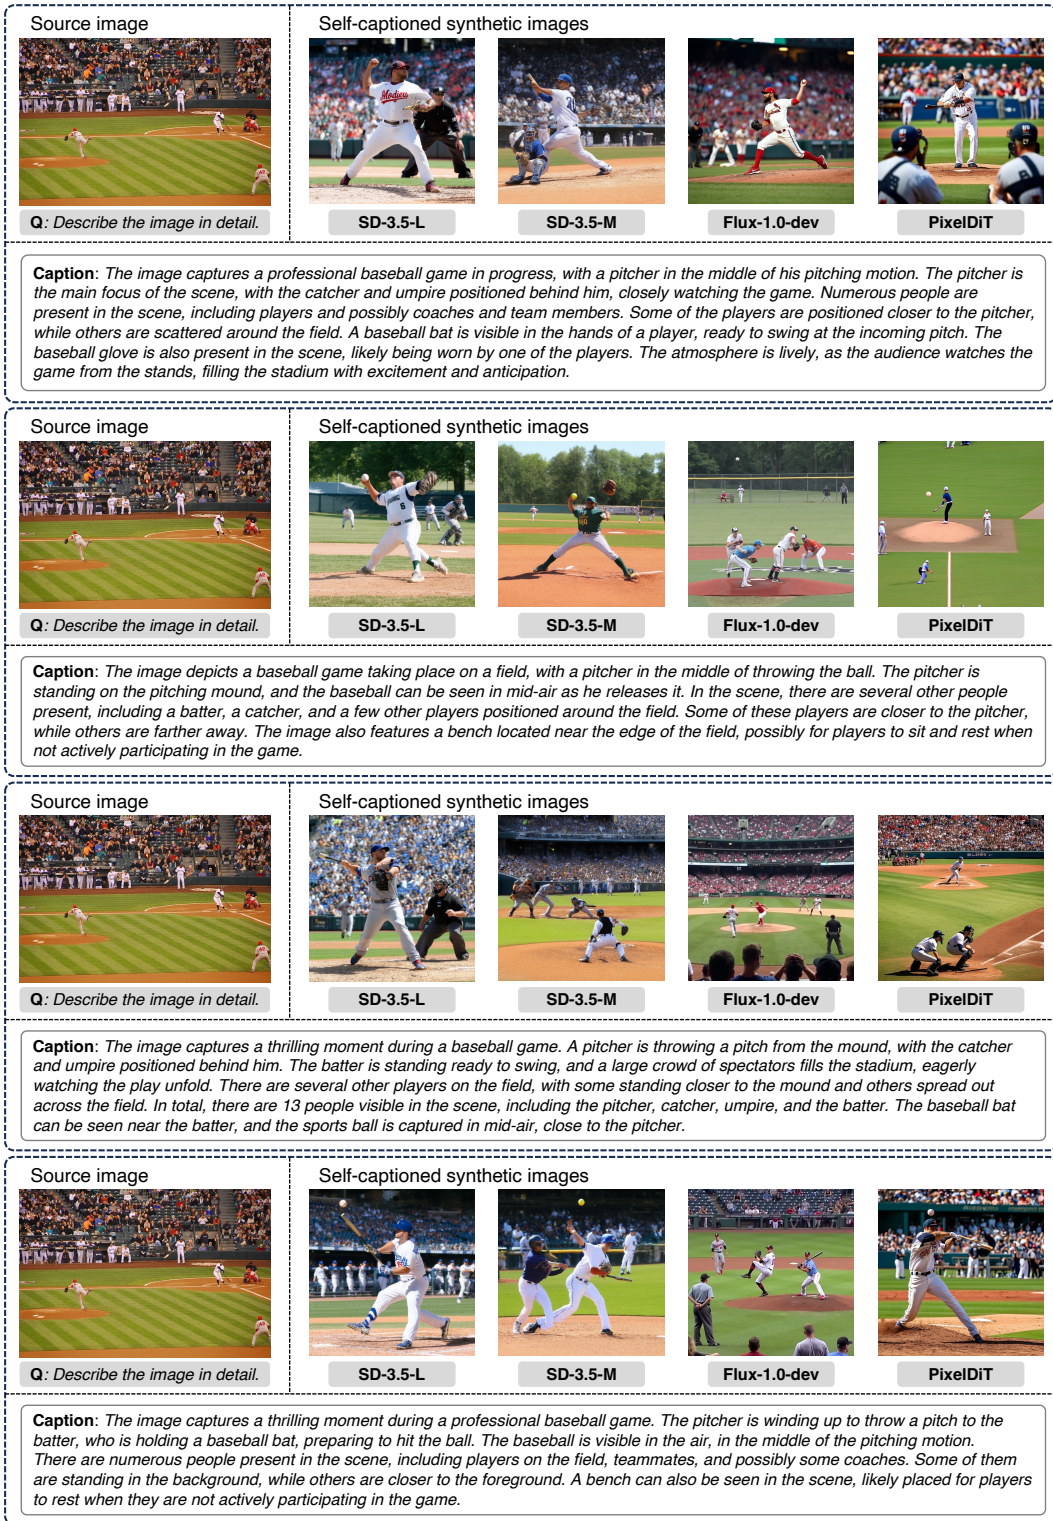 Source image
Self-captioned synthetic images
Q: Describe the image in detail.
SD-3.5-L
SD-3.5-M
Flux-1.0-dev
PixelDiT
Caption: The image captures a professional baseball game in progress, with a pitcher in the middle of his pitching motion. The pitcher is
the main focus of the scene, with the catcher and umpire positioned behind him, closely watching the game. Numerous people are
present in the scene, including players and possibly coaches and team members. Some of the players are positioned closer to the pitcher,
while others are scattered around the field. A baseball bat is visible in the hands of a player, ready to swing at the incoming pitch. The
baseball glove is also present in the scene, likely being worn by one of the players. The atmosphere is lively, as the audience watches the
game from the stands, filling the stadium with excitement and anticipation.
Source image
Self-captioned synthetic images
Q: Describe the image in detail.
SD-3.5-L
SD-3.5-M
Flux-1.0-dev
PixelDiT
Caption: The image depicts a baseball game taking place on a field, with a pitcher in the middle of throwing the ball. The pitcher is
standing on the pitching mound, and the baseball can be seen in mid-air as he releases it. In the scene, there are several other people
present, including a batter, a catcher, and a few other players positioned around the field. Some of these players are closer to the pitcher,
while others are farther away. The image also features a bench located near the edge of the field, possibly for players to sit and rest when
not actively participating in the game.
Source image
Self-captioned synthetic images
Q: Describe the image in detail.
SD-3.5-L
SD-3.5-M
Flux-1.0-dev
PixelDiT
Caption: The image captures a thrilling moment during a baseball game. A pitcher is throwing a pitch from the mound, with the catcher
and umpire positioned behind him. The batter is standing ready to swing, and a large crowd of spectators fills the stadium, eagerly
watching the play unfold. There are several other players on the field, with some standing closer to the mound and others spread out
across the field. In total, there are 13 people visible in the scene, including the pitcher, catcher, umpire, and the batter. The baseball bat
can be seen near the batter, and the sports ball is captured in mid-air, close to the pitcher.
Source image
Self-captioned synthetic images
Q: Describe the image in detail.
SD-3.5-L
SD-3.5-M
Flux-1.0-dev
PixelDiT
Caption: The image captures a thrilling moment during a professional baseball game. The pitcher is winding up to throw a pitch to the
batter, who is holding a baseball bat, preparing to hit the ball. The baseball is visible in the air, in the middle of the pitching motion.
There are numerous people present in the scene, including players on the field, teammates, and possibly some coaches. Some of them
are standing in the background, while others are closer to the foreground. A bench can also be seen in the scene, likely placed for players
to rest when they are not actively participating in the game.